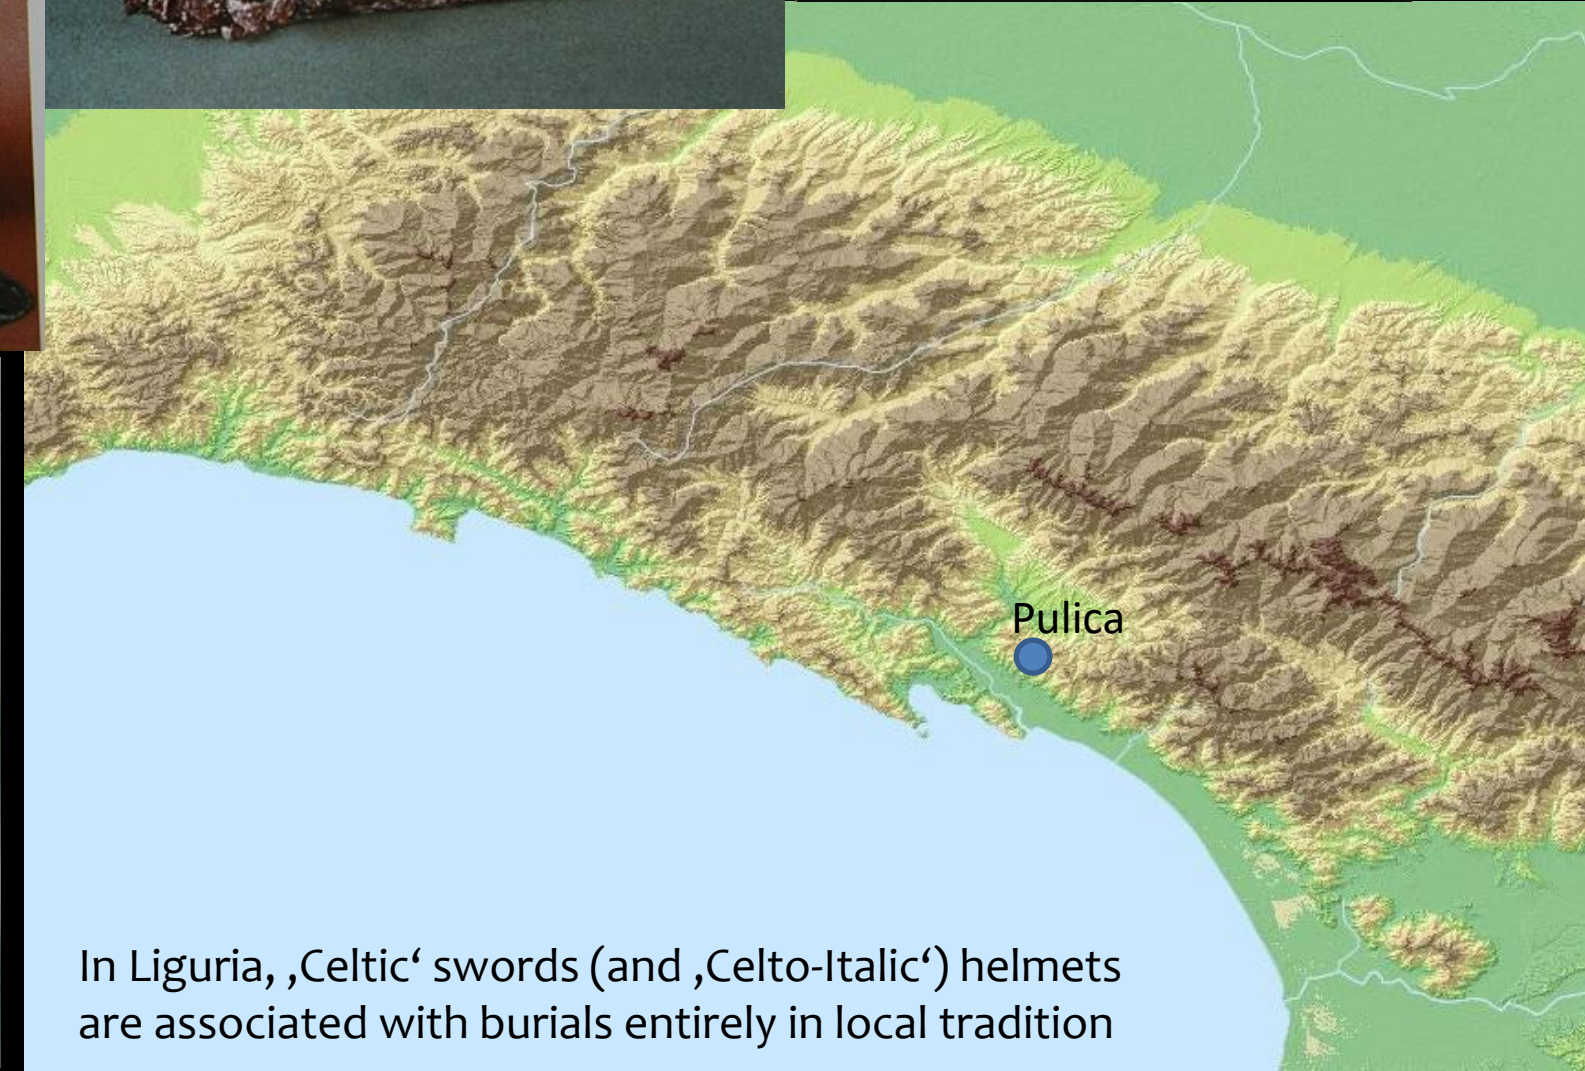 Pulica
In Liguria, ‚Celtic‘ swords (and ‚Celto-Italic‘) helmets
are associated with burials entirely in local tradition